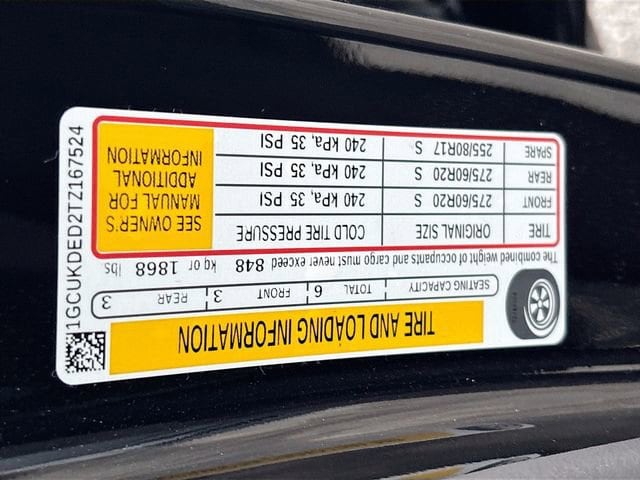 TIRE AND LOADING INFORMATION
SEATING CAPACITY TOTAL 6 FRONT 3 REAR 3
The combined weight of occupants and cargo must never exceed 848 kg or 1868 lbs
TIRE ORIGINAL SIZE COLD TIRE PRESSURE
FRONT 275/60R20 S 240 kPa, 35 PSI
REAR 275/60R20 S 240 kPa, 35 PSI
SPARE 255/80R17 S 240 kPa, 35 PSI
SEE OWNER'S
MANUAL FOR
ADDITIONAL
INFORMATION
1GCUKDED2TZ167524